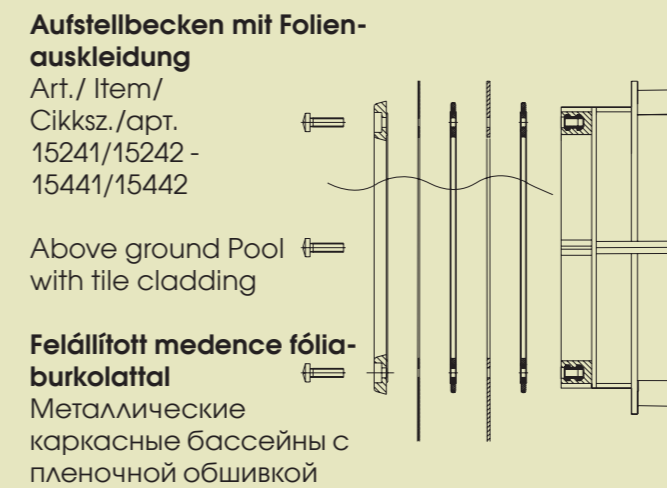 Aufstellbecken mit Folien-
auskleidung
Art./ Item/
Cikksz./арт.
15241/15242 -
15441/15442
Above ground Pool
with tile cladding
Felállított medence fólia-
burkolattal
Металлические
каркасные бассейны с
пленочной обшивкой